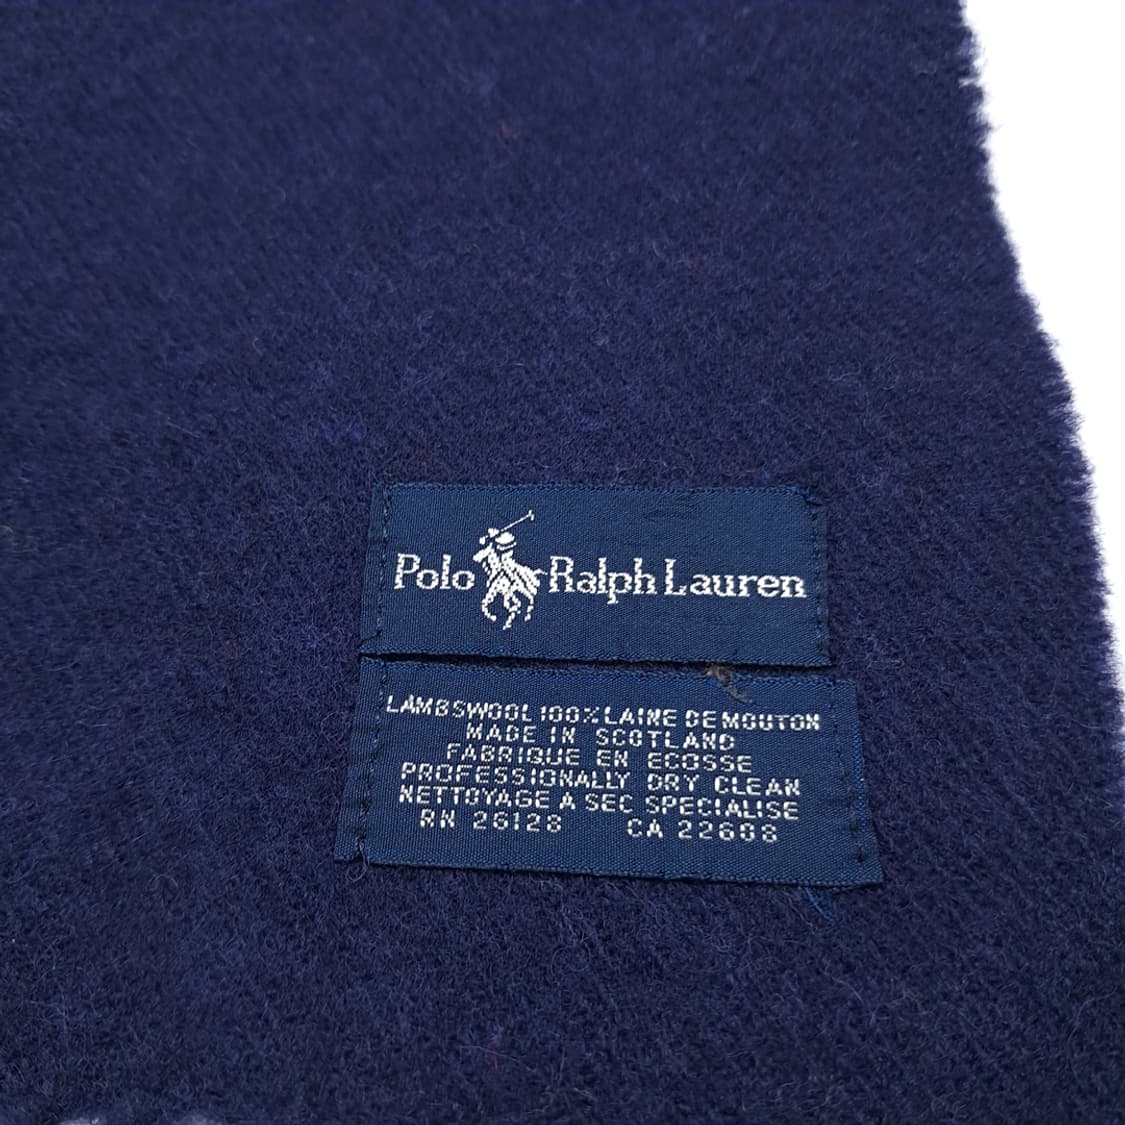 Polo Ralph Lauren
LAMBSWOOL 100% LAINE DE MOUTON
MADE IN SCOTLAND
FABRIQUE EN ECOSSE
PROFESSIONALLY DRY CLEAN
NETTOYAGE A SEC SPECIALISE
RN 26128 CA 22608